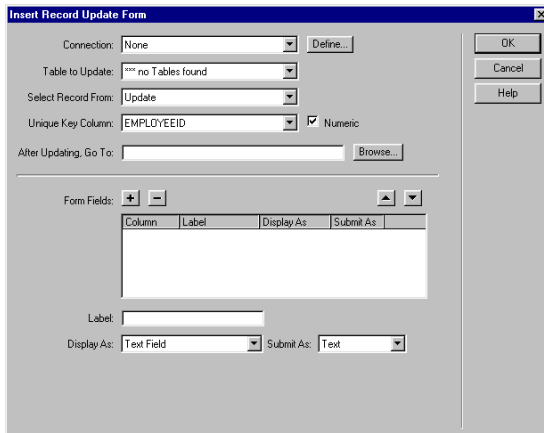 Insert Record Update Form
Connection: None Define... OK
Table to Update: *** no Tables found Cancel
Select Record From: Update Help
Unique Key Column: EMPLOYEEID Numeric
After Updating, Go To: Browse...
Form Fields: + −
Column Label Display As Submit As
Label:
Display As: Text Field Submit As: Text